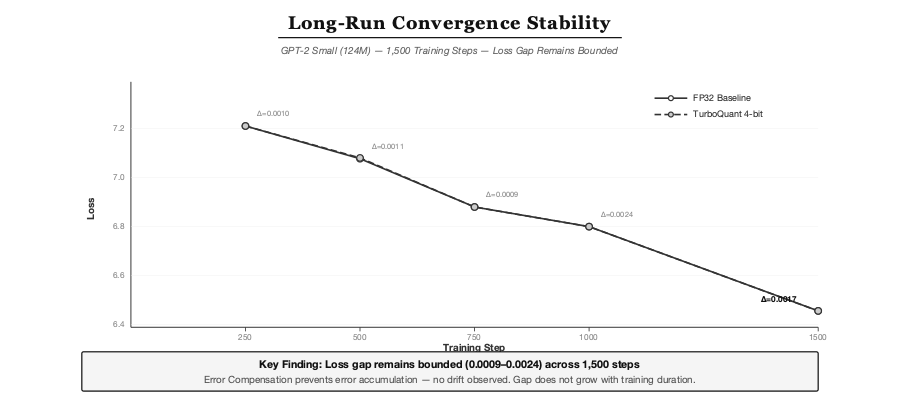 Long-Run Convergence Stability
GPT-2 Small (124M) — 1,500 Training Steps — Loss Gap Remains Bounded
FP32 Baseline
TurboQuant 4-bit
Δ=0.0010
Δ=0.0011
Δ=0.0009
Δ=0.0024
Δ=0.0017
Loss
7.2
7.0
6.8
6.6
6.4
250
500
750
1000
1500
Training Step
Key Finding: Loss gap remains bounded (0.0009–0.0024) across 1,500 steps
Error Compensation prevents error accumulation — no drift observed. Gap does not grow with training duration.